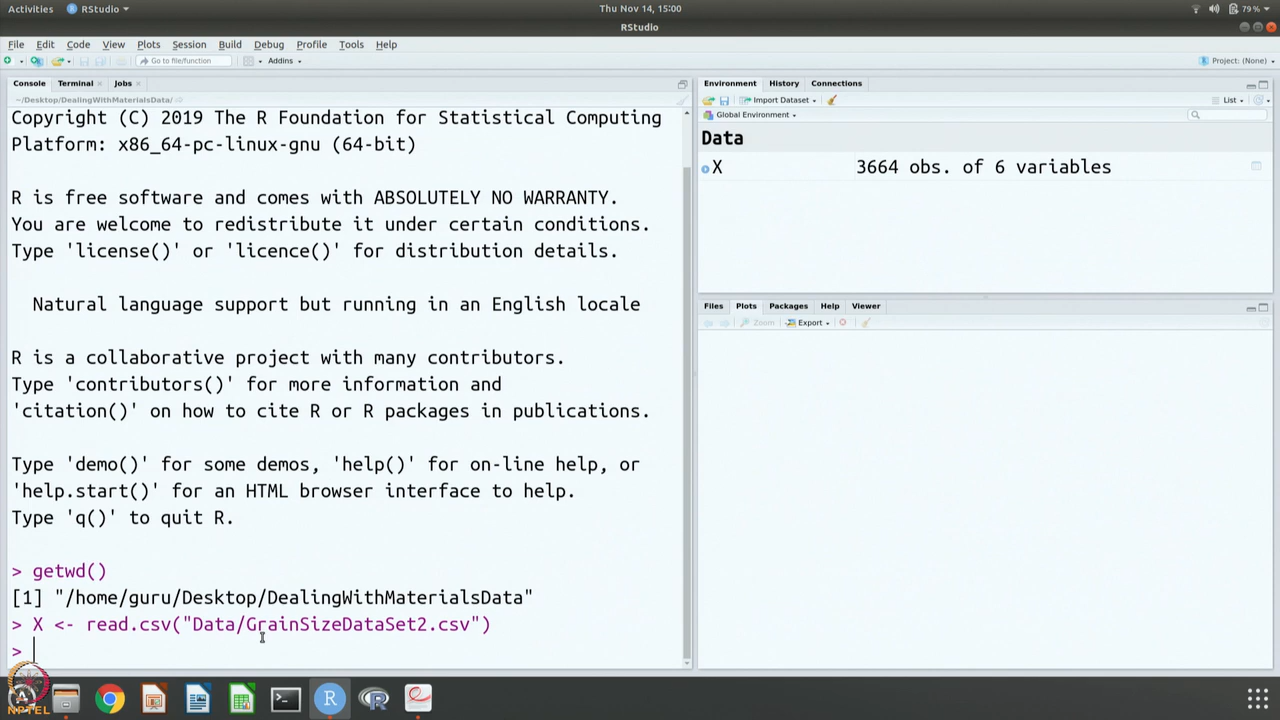 Activities RStudio Thu Nov 14, 15:00 79 %
RStudio
File Edit Code View Plots Session Build Debug Profile Tools Help
Go to file/function Addins Project: (None)
Console Terminal Jobs
~/Desktop/DealingWithMaterialsData/
Copyright (C) 2019 The R Foundation for Statistical Computing
Platform: x86_64-pc-linux-gnu (64-bit)
R is free software and comes with ABSOLUTELY NO WARRANTY.
You are welcome to redistribute it under certain conditions.
Type 'license()' or 'licence()' for distribution details.
Natural language support but running in an English locale
R is a collaborative project with many contributors.
Type 'contributors()' for more information and
'citation()' on how to cite R or R packages in publications.
Type 'demo()' for some demos, 'help()' for on-line help, or
'help.start()' for an HTML browser interface to help.
Type 'q()' to quit R.
> getwd()
[1] "/home/guru/Desktop/DealingWithMaterialsData"
> X <- read.csv("Data/GrainSizeDataSet2.csv")
>
Environment History Connections
Import Dataset List
Global Environment
Data
X 3664 obs. of 6 variables
Files Plots Packages Help Viewer
Zoom Export
NPTEL